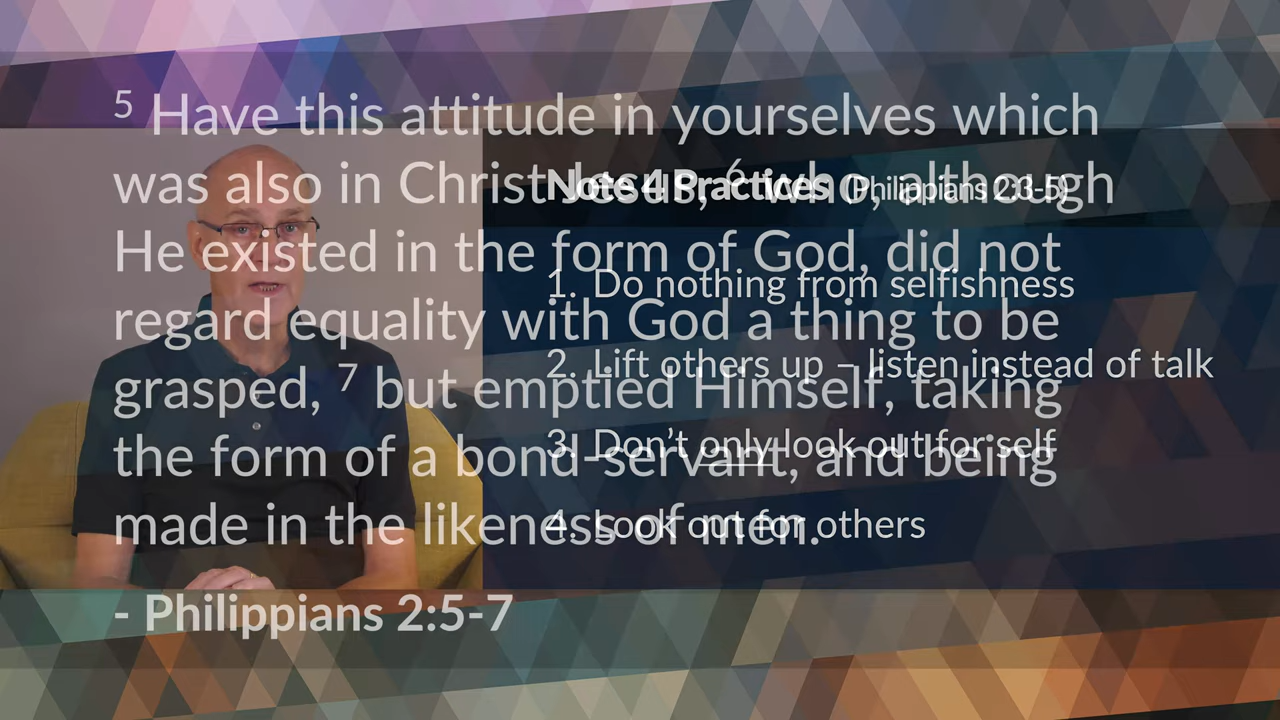 5 Have this attitude in yourselves which
was also in Christ Jesus, 6 who, although
He existed in the form of God, did not
regard equality with God a thing to be
grasped, 7 but emptied Himself, taking
the form of a bond-servant, and being
made in the likeness of men.
- Philippians 2:5-7
Practices (Philippians 2:3-5)
1. Do nothing from selfishness
2. Lift others up – listen instead of talk
3. Don’t only look out for self
4. Look out for others